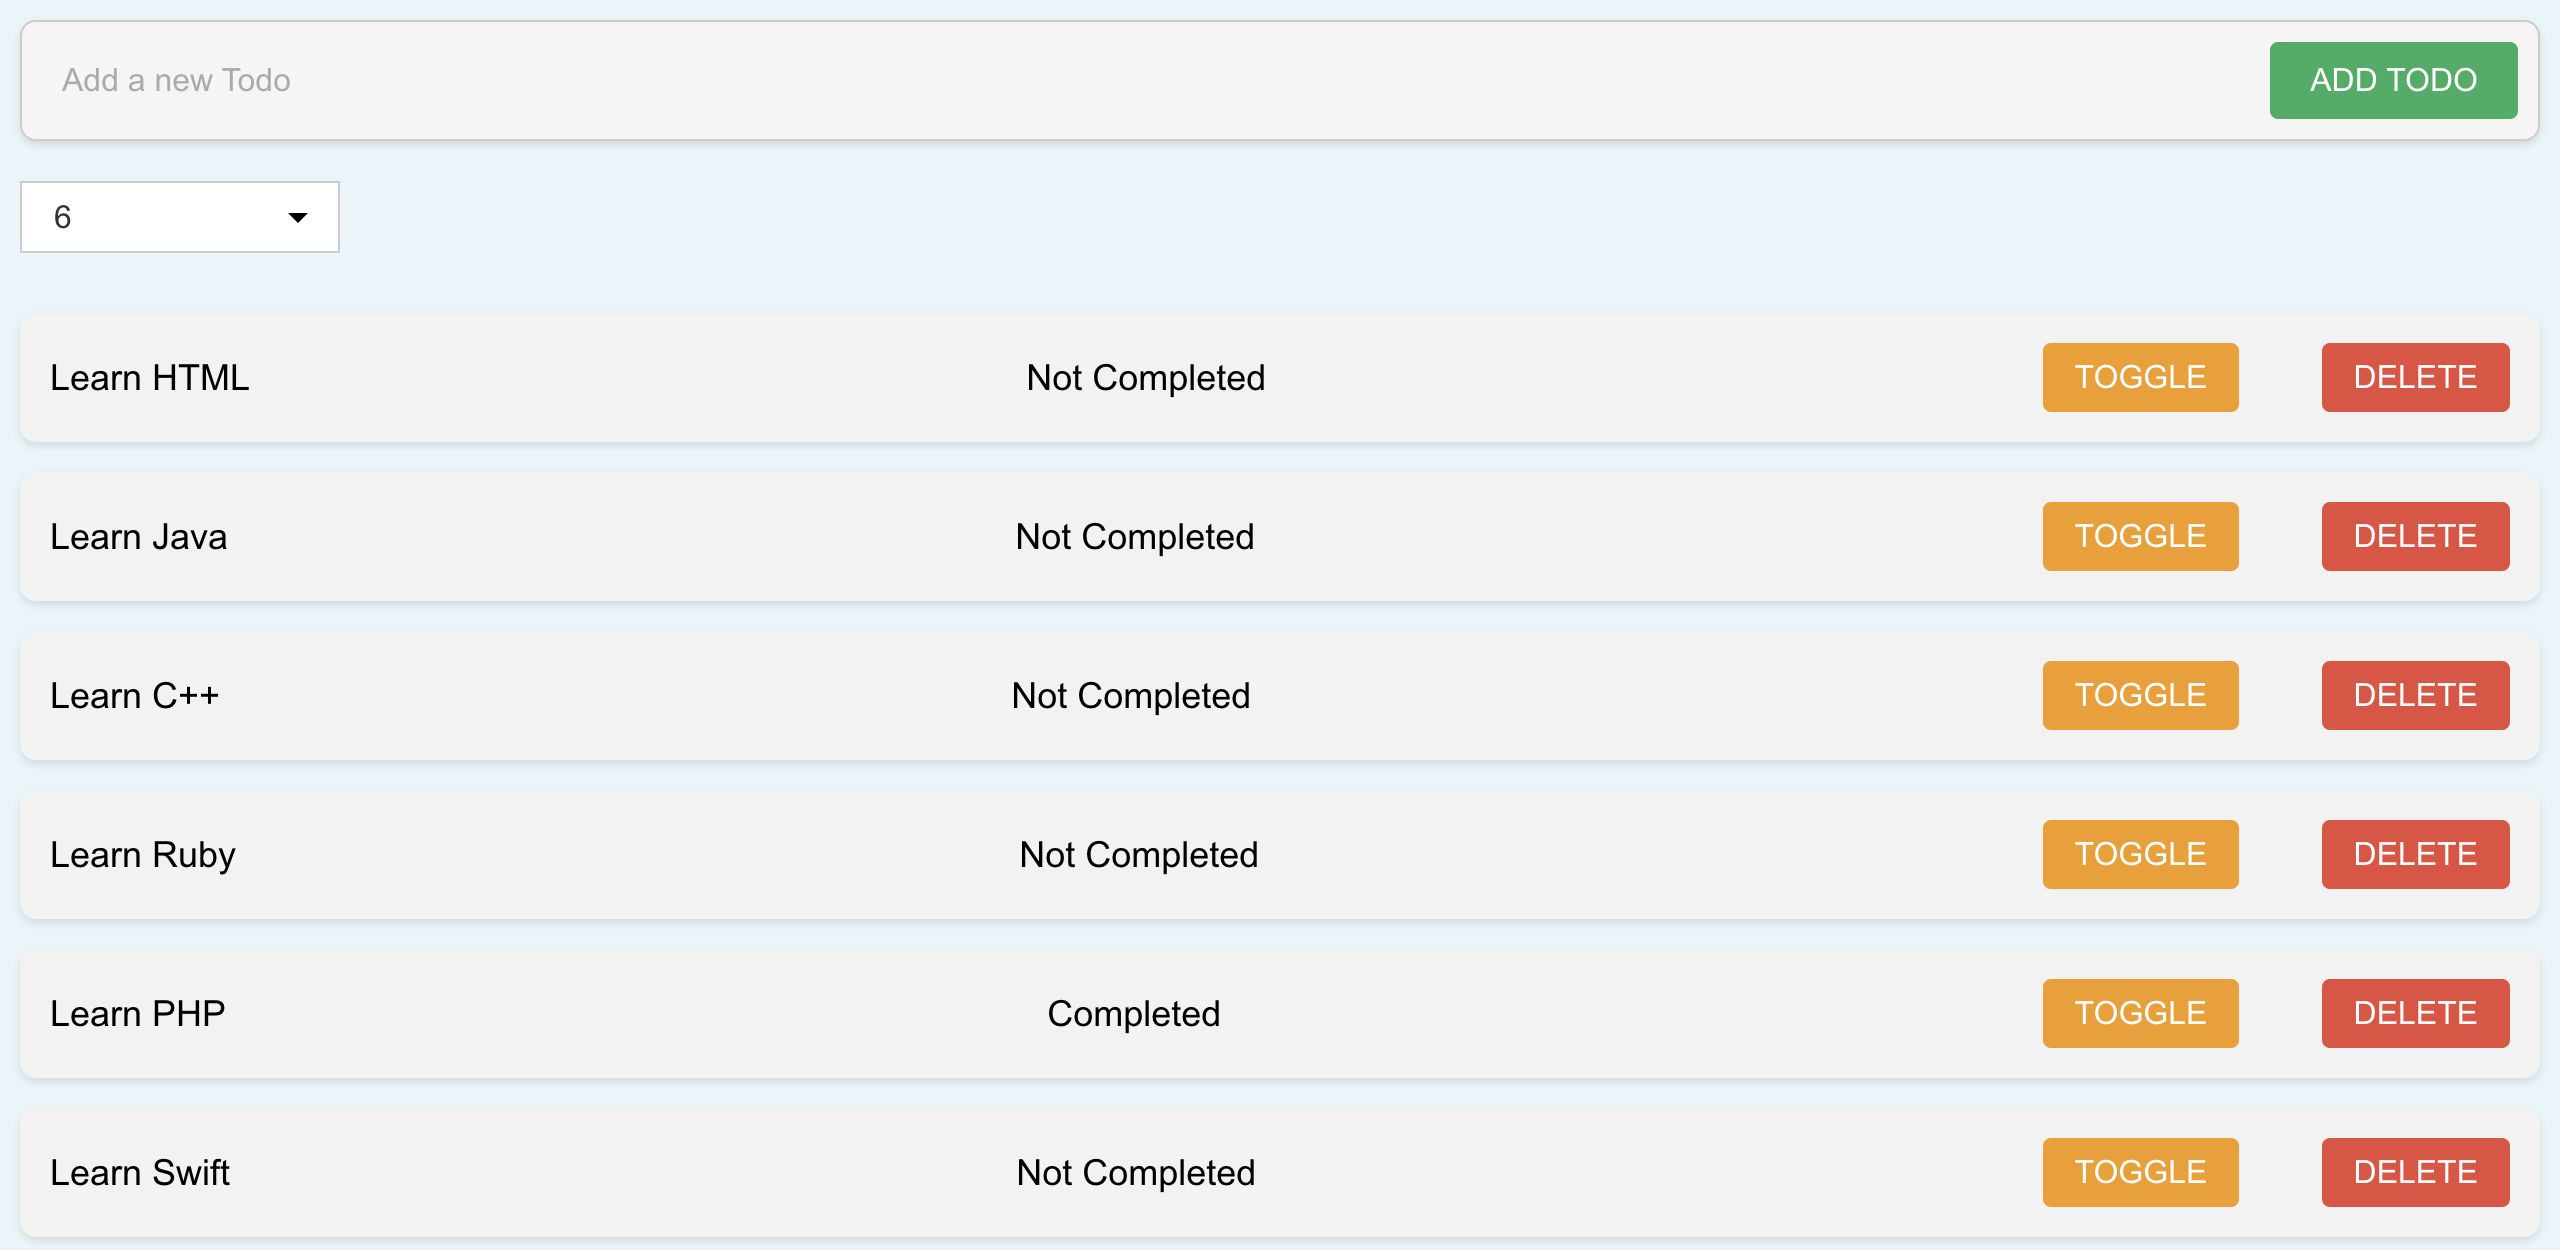 Add a new Todo ADD TODO
6
Learn HTML Not Completed TOGGLE DELETE
Learn Java Not Completed TOGGLE DELETE
Learn C++ Not Completed TOGGLE DELETE
Learn Ruby Not Completed TOGGLE DELETE
Learn PHP Completed TOGGLE DELETE
Learn Swift Not Completed TOGGLE DELETE